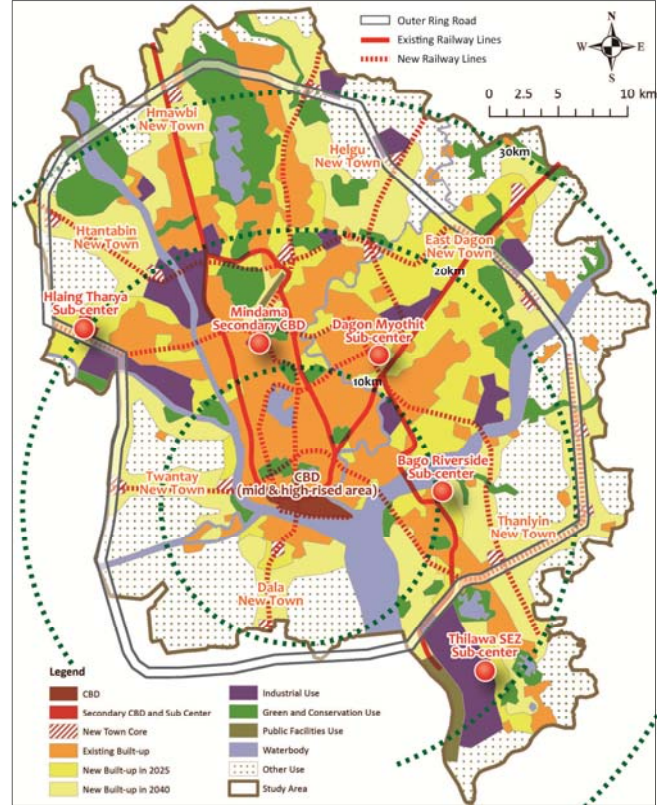 Outer Ring Road
Existing Railway Lines
New Railway Lines
N
W
E
S
0 2.5 5 10 km
30km
Hmawbi
New Town
Helgu
New Town
Htantabin
New Town
East Dagon
New Town
20km
Hlaing Tharya
Sub-center
Mindama
Secondary CBD
Dagon Myothit
Sub-center
10km
Bago Riverside
Sub-center
CBD
(mid & high-rised area)
Twantay
New Town
Thanlyin
New Town
Dala
New Town
Thilawa SEZ
Sub-center
Legend
CBD
Secondary CBD and Sub Center
New Town Core
Existing Built-up
New Built-up in 2025
New Built-up in 2040
Industrial Use
Green and Conservation Use
Public Facilities Use
Waterbody
Other Use
Study Area